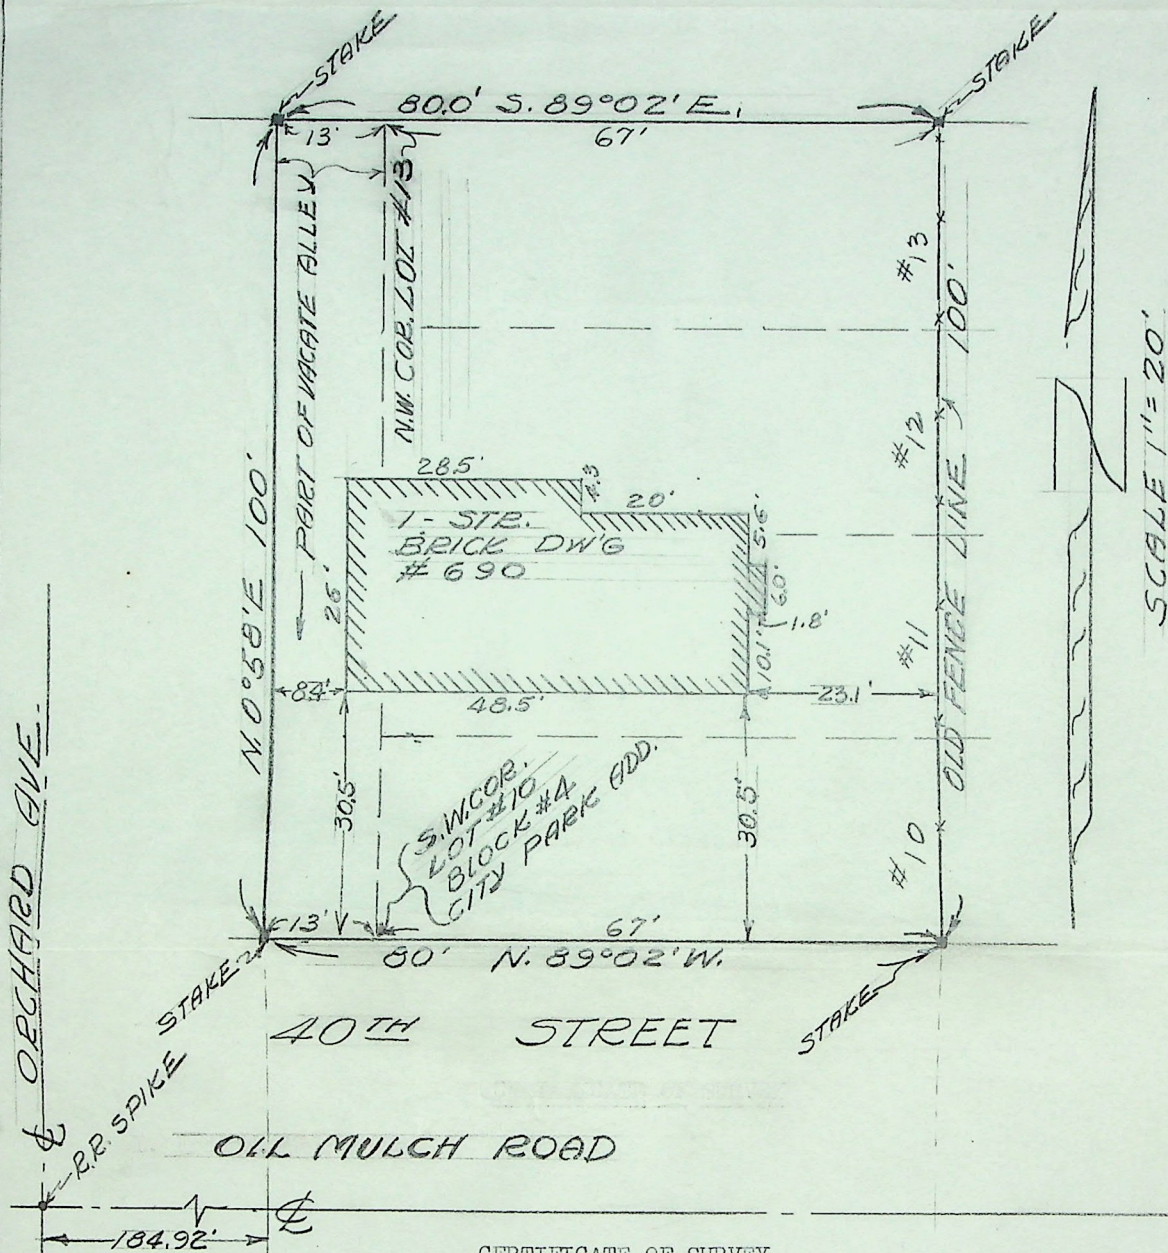 STAKE
STAKE
80.0' S. 89°02' E.
13'
67'
PART OF VACATE ALLEY
N.W. COR. LOT #13
#13
#12
#11
#10
OLD FENCE LINE 100'
SCALE 1" = 20'
N. 0°58' E 100'
28.5'
4.3
20'
1 - STR.
BRICK DW'G
# 690
5.6'
6.0'
1.8'
10.1'
26'
8.4'
48.5'
23.1'
30.5'
30.5'
S.W. COR.
LOT #10
BLOCK #4
CITY PARK ADD.
13'
67'
80' N. 89°02' W.
STAKE
STAKE
40TH STREET
ORCHARD AVE.
R.R. SPIKE
OIL MULCH ROAD
184.92'
CERTIFICATE OF SURVEY